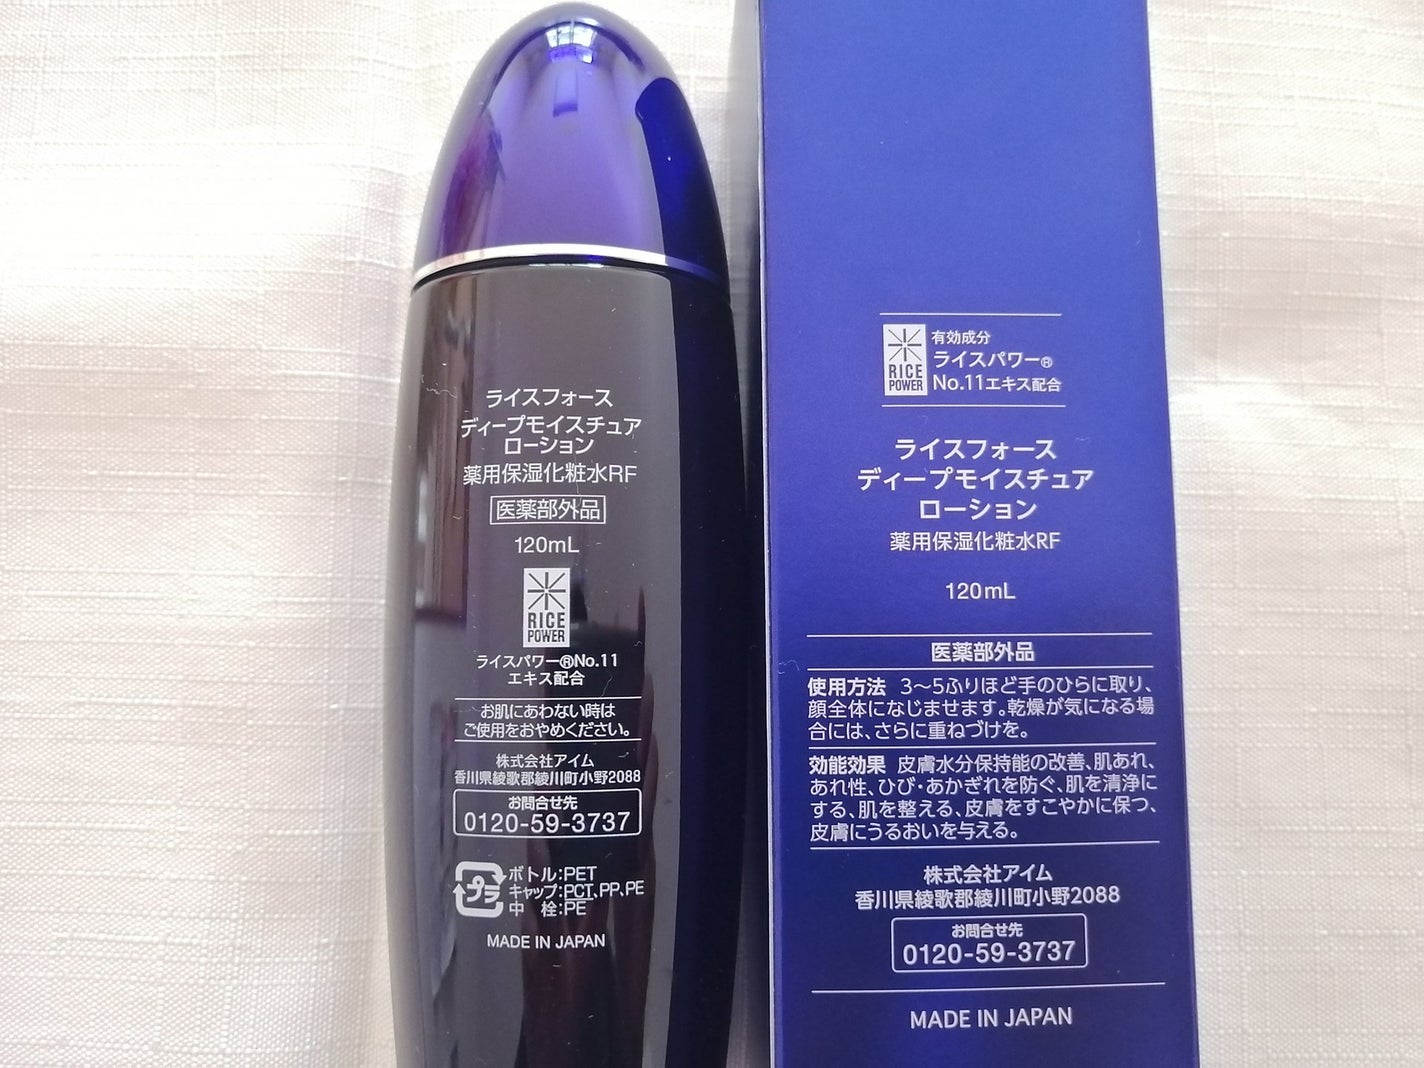 ライスフォース
ディープモイスチュア
ローション
薬用保湿化粧水RF
医薬部外品
120mL
RICE
POWER
ライスパワー®No.11
エキス配合
お肌にあわない時は
ご使用をおやめください。
株式会社アイム
香川県綾歌郡綾川町小野2088
お問合せ先
0120-59-3737
プラ
ボトル:PET
キャップ:PCT、PP、PE
中 栓:PE
MADE IN JAPAN
RICE
POWER
有効成分
ライスパワー®
No.11エキス配合
ライスフォース
ディープモイスチュア
ローション
薬用保湿化粧水RF
120mL
医薬部外品
使用方法 3〜5ふりほど手のひらに取り、
顔全体になじませます。乾燥が気になる場
合には、さらに重ねづけを。
効能効果 皮膚水分保持能の改善、肌あれ、
あれ性、ひび・あかぎれを防ぐ、肌を清浄に
する、肌を整える、皮膚をすこやかに保つ、
皮膚にうるおいを与える。
株式会社アイム
香川県綾歌郡綾川町小野2088
お問合せ先
0120-59-3737
MADE IN JAPAN